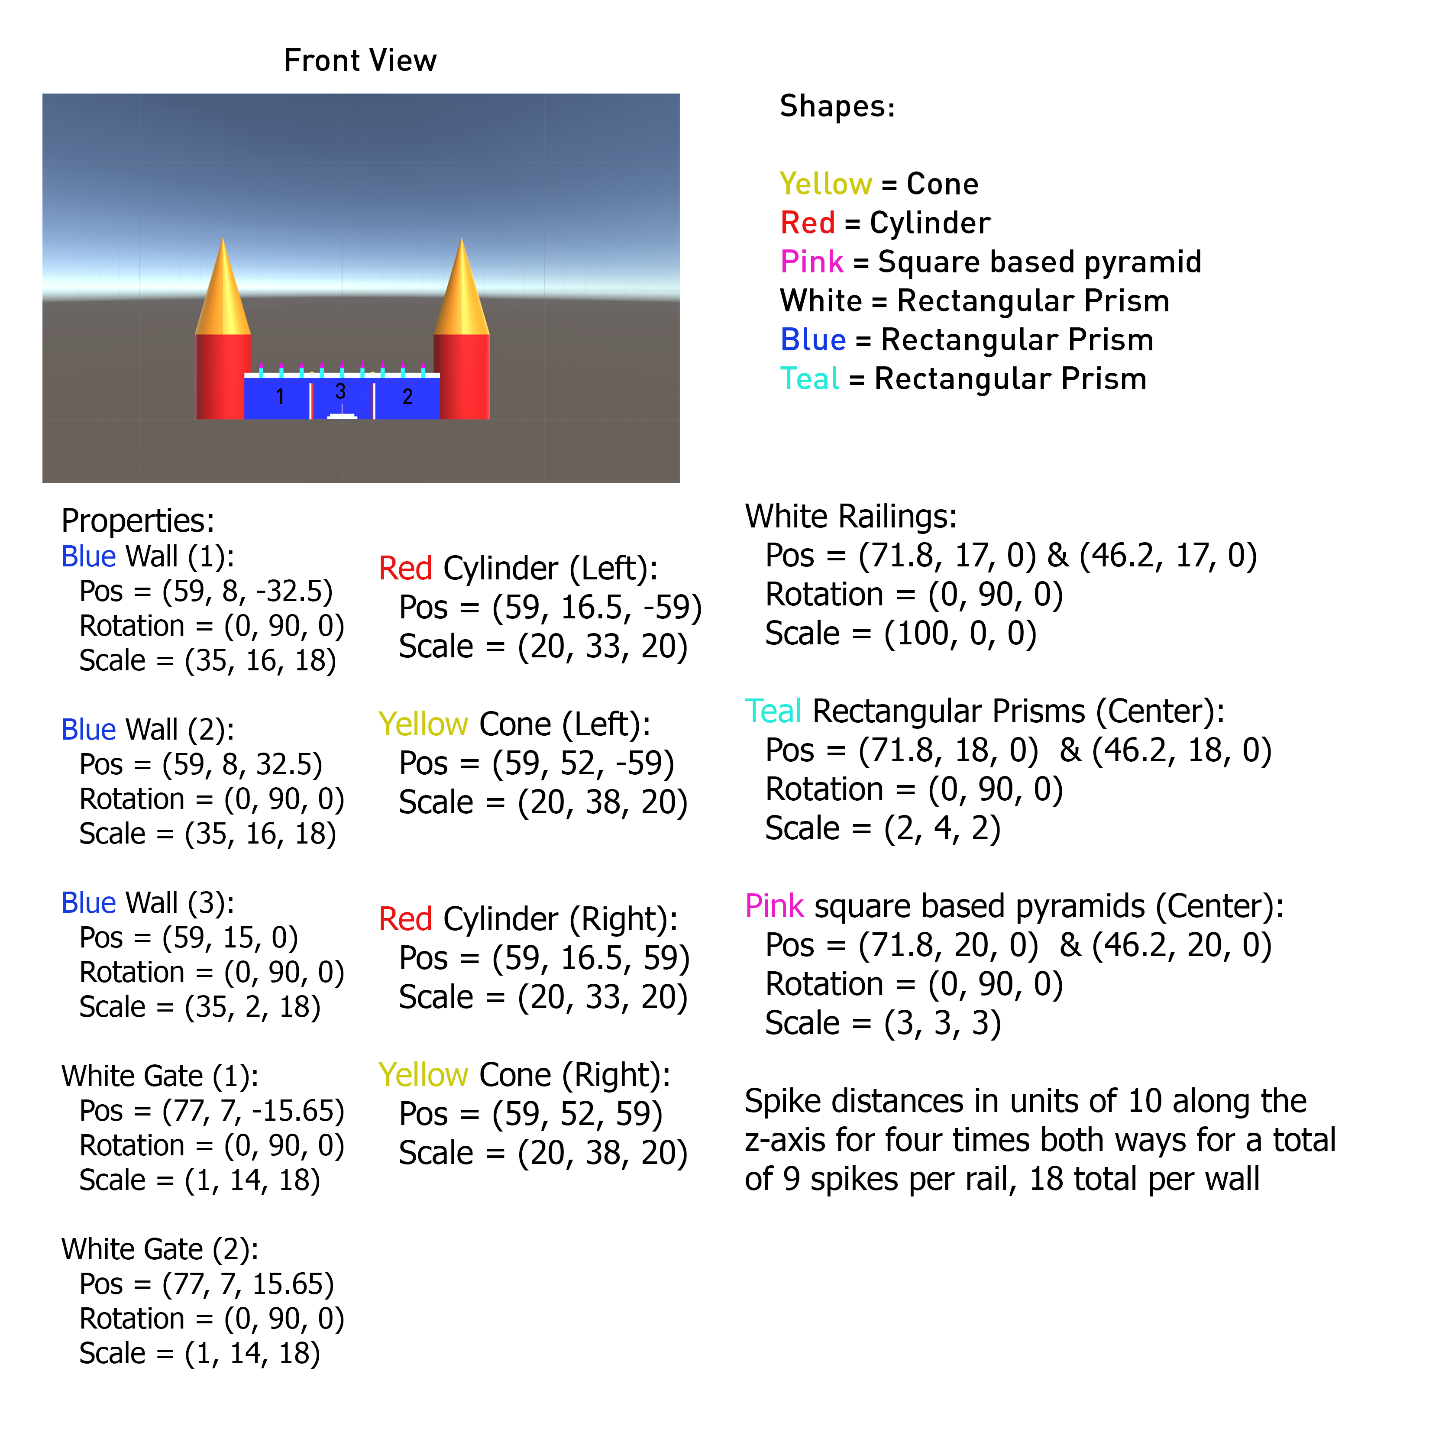 Front View
1
3
2
Shapes:
Yellow = Cone
Red = Cylinder
Pink = Square based pyramid
White = Rectangular Prism
Blue = Rectangular Prism
Teal = Rectangular Prism
Properties:
Blue Wall (1):
Pos = (59, 8, -32.5)
Rotation = (0, 90, 0)
Scale = (35, 16, 18)
Blue Wall (2):
Pos = (59, 8, 32.5)
Rotation = (0, 90, 0)
Scale = (35, 16, 18)
Blue Wall (3):
Pos = (59, 15, 0)
Rotation = (0, 90, 0)
Scale = (35, 2, 18)
White Gate (1):
Pos = (77, 7, -15.65)
Rotation = (0, 90, 0)
Scale = (1, 14, 18)
White Gate (2):
Pos = (77, 7, 15.65)
Rotation = (0, 90, 0)
Scale = (1, 14, 18)
Red Cylinder (Left):
Pos = (59, 16.5, -59)
Scale = (20, 33, 20)
Yellow Cone (Left):
Pos = (59, 52, -59)
Scale = (20, 38, 20)
Red Cylinder (Right):
Pos = (59, 16.5, 59)
Scale = (20, 33, 20)
Yellow Cone (Right):
Pos = (59, 52, 59)
Scale = (20, 38, 20)
White Railings:
Pos = (71.8, 17, 0) & (46.2, 17, 0)
Rotation = (0, 90, 0)
Scale = (100, 0, 0)
Teal Rectangular Prisms (Center):
Pos = (71.8, 18, 0) & (46.2, 18, 0)
Rotation = (0, 90, 0)
Scale = (2, 4, 2)
Pink square based pyramids (Center):
Pos = (71.8, 20, 0) & (46.2, 20, 0)
Rotation = (0, 90, 0)
Scale = (3, 3, 3)
Spike distances in units of 10 along the
z-axis for four times both ways for a total
of 9 spikes per rail, 18 total per wall